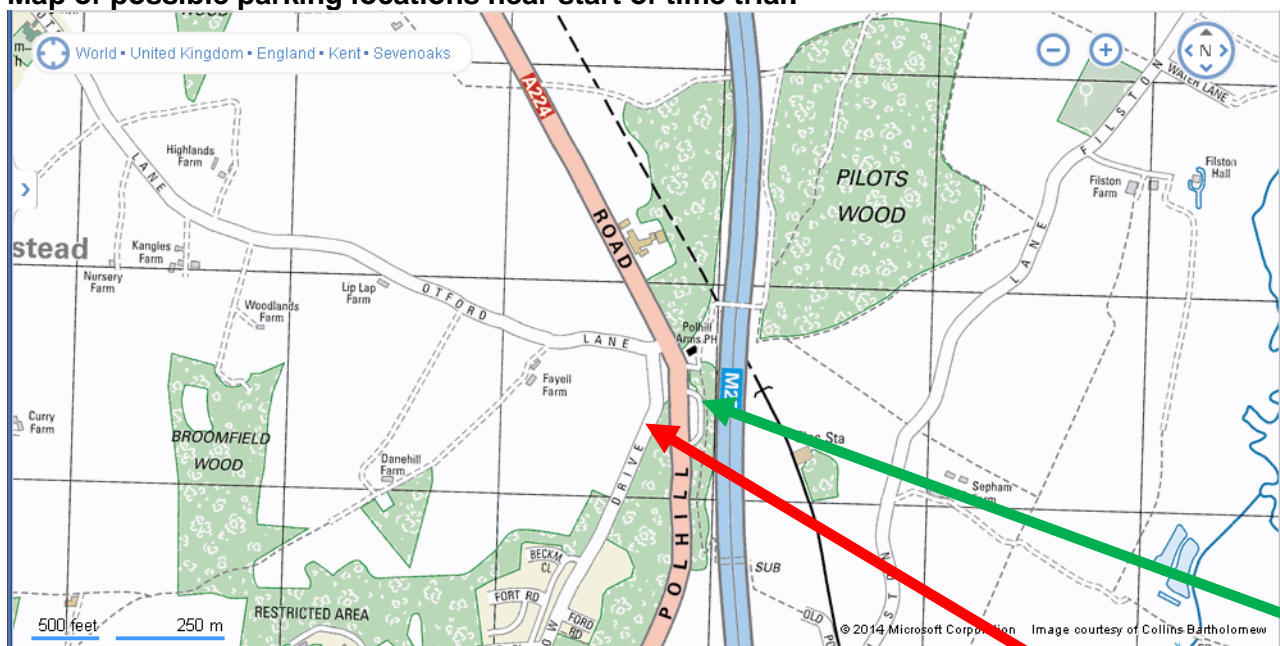 Map of possible parking locations near start of time trial
World • United Kingdom • England • Kent • Sevenoaks
A224
WATER LANE
FILSTON
LANE
Highlands
Farm
LANE
PILOTS
WOOD
Filston
Hall
Filston
Farm
ROAD
stead
Kangles
Farm
Nursery
Farm
Lip Lap
Farm
OTFORD
LANE
Woodlands
Farm
Polhill
Arms PH
Fayell
Farm
Curry
Farm
BROOMFIELD
WOOD
Danehill
Farm
DRIVE
POLHILL
Sta
Sepham
SUB
FORT RD
CL
FORD
RD
OLD
RESTRICTED AREA
500 feet
250 m
© 2014 Microsoft Corporation Image courtesy of Collins Bartholomew